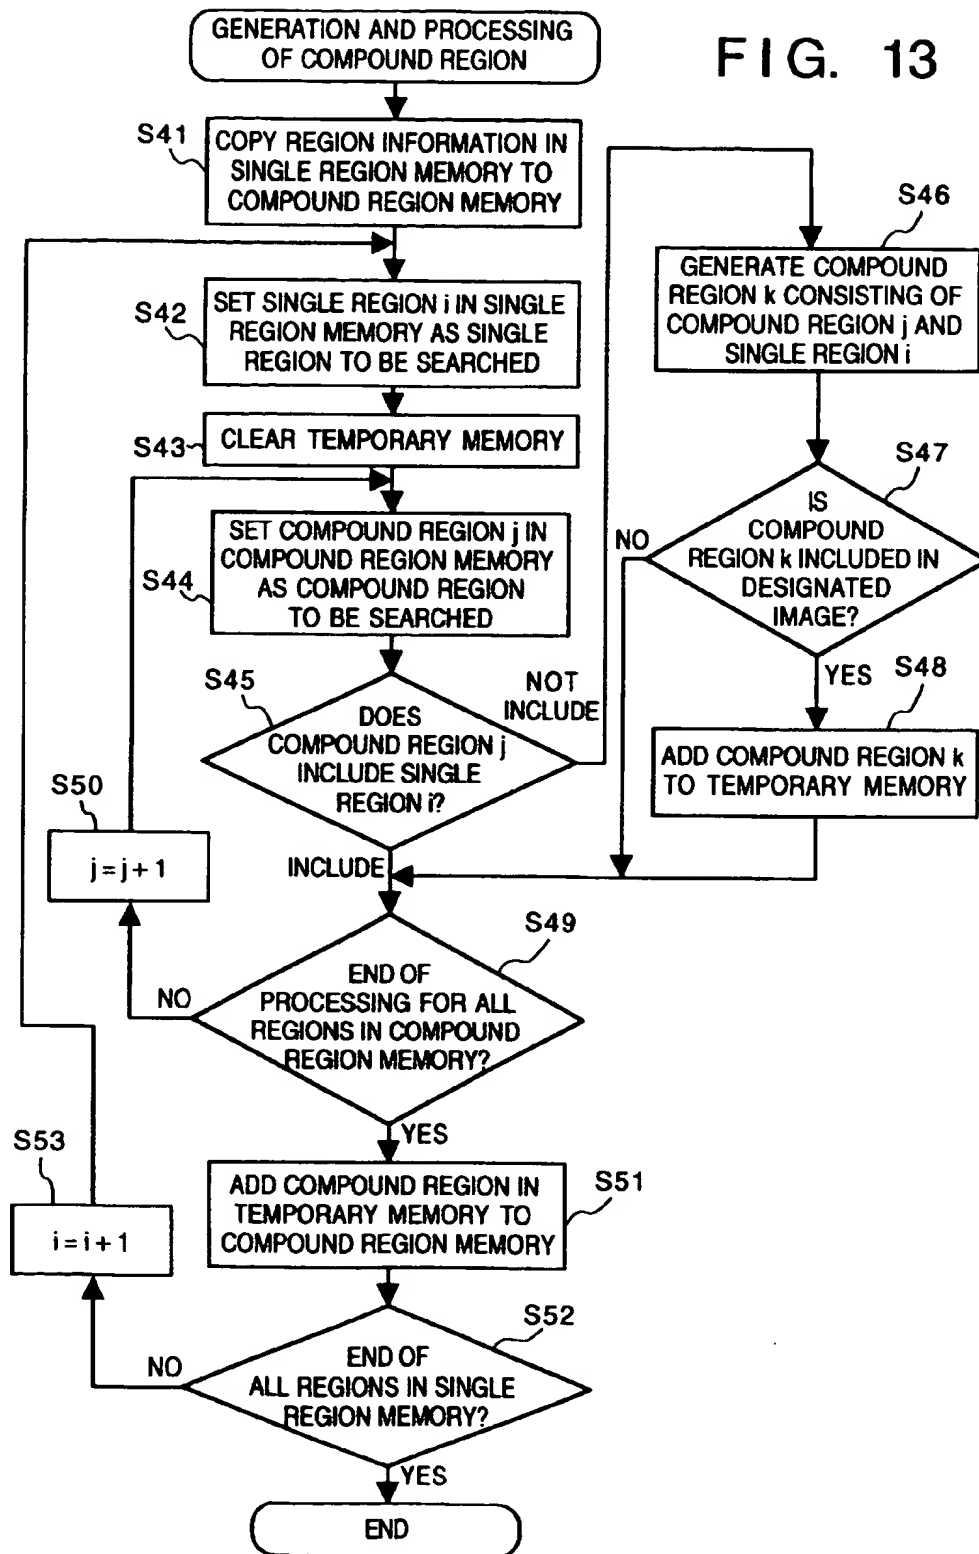 GENERATION AND PROCESSING
OF COMPOUND REGION
FIG. 13
S41
COPY REGION INFORMATION IN
SINGLE REGION MEMORY TO
COMPOUND REGION MEMORY
S42
SET SINGLE REGION i IN SINGLE
REGION MEMORY AS SINGLE
REGION TO BE SEARCHED
S43
CLEAR TEMPORARY MEMORY
S44
SET COMPOUND REGION j IN
COMPOUND REGION MEMORY
AS COMPOUND REGION
TO BE SEARCHED
S45
DOES
COMPOUND REGION j
INCLUDE SINGLE
REGION i?
NOT
INCLUDE
INCLUDE
S46
GENERATE COMPOUND
REGION k CONSISTING OF
COMPOUND REGION j AND
SINGLE REGION i
S47
IS
COMPOUND
REGION k INCLUDED IN
DESIGNATED
IMAGE?
NO
YES
S48
ADD COMPOUND REGION k
TO TEMPORARY MEMORY
S50
j=j+1
S49
END OF
PROCESSING FOR ALL
REGIONS IN COMPOUND
REGION MEMORY?
NO
YES
S51
ADD COMPOUND REGION IN
TEMPORARY MEMORY TO
COMPOUND REGION MEMORY
S53
i=i+1
S52
END OF
ALL REGIONS IN SINGLE
REGION MEMORY?
NO
YES
END